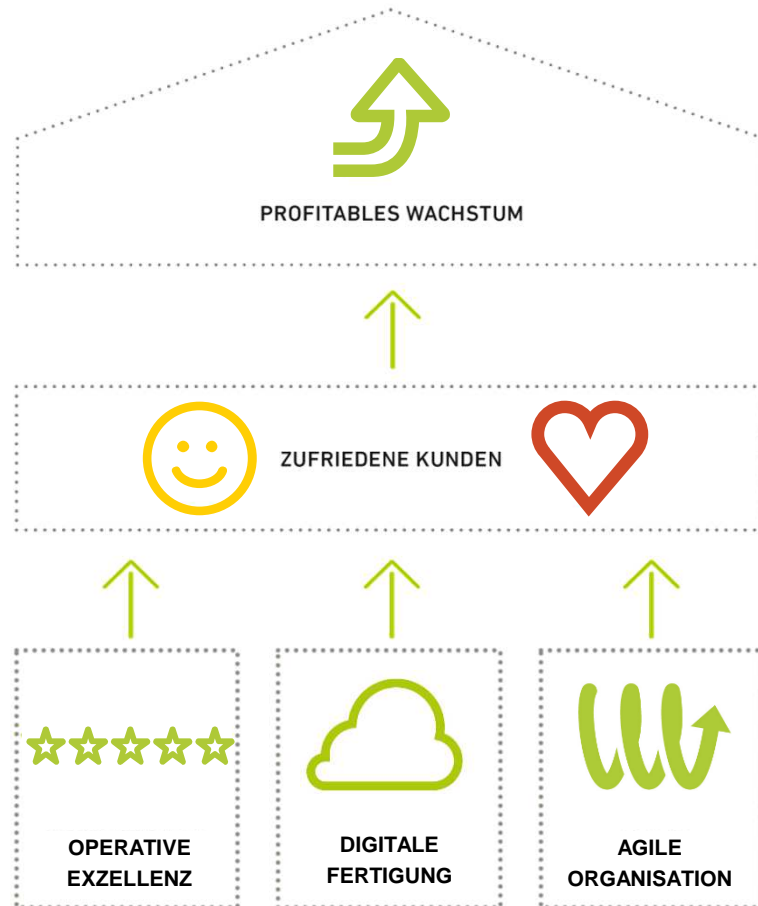 PROFITABLES WACHSTUM
ZUFRIEDENE KUNDEN
OPERATIVE
EXZELLENZ
DIGITALE
FERTIGUNG
AGILE
ORGANISATION